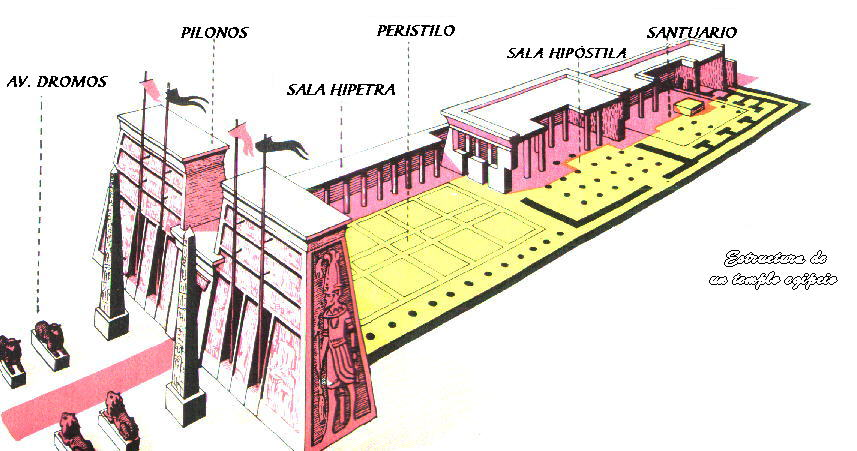 PILONOS
PERISTILO
SANTUARIO
SALA HIPÓSTILA
AV. DROMOS
SALA HIPETRA
Estructura de
un templo egipcio